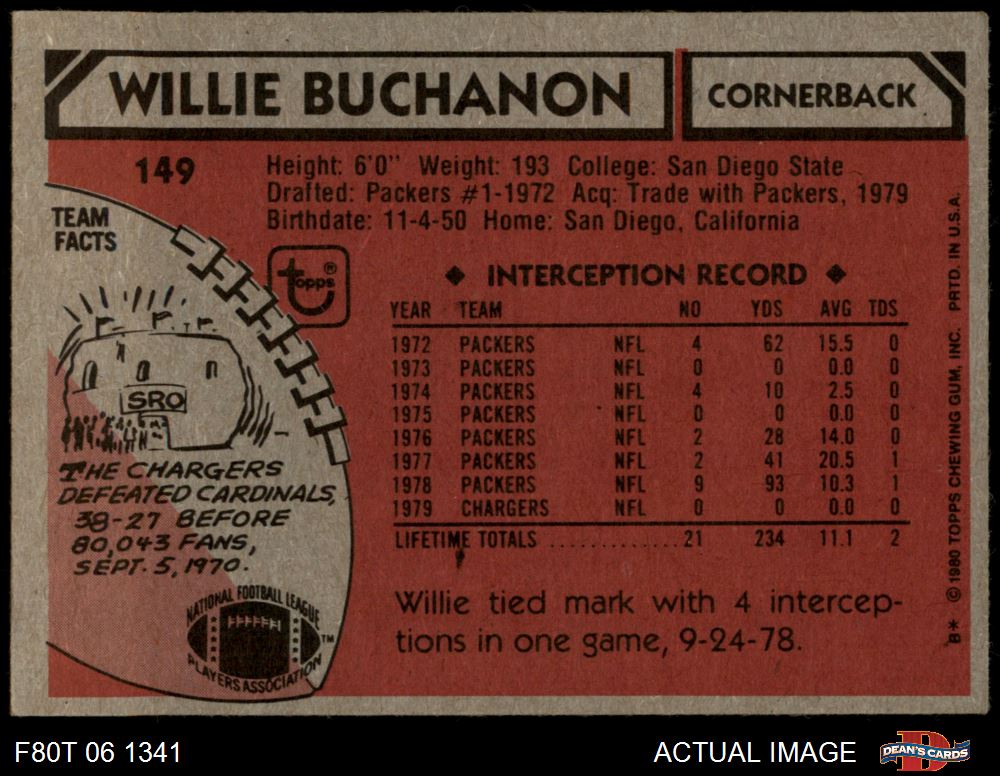 WILLIE BUCHANON
CORNERBACK
149
Height: 6'0" Weight: 193 College: San Diego State
Drafted: Packers #1-1972 Acq: Trade with Packers, 1979
Birthdate: 11-4-50 Home: San Diego, California
TEAM
FACTS
topps®
◆ INTERCEPTION RECORD ◆
YEAR TEAM NO YDS AVG TDS
1972 PACKERS NFL 4 62 15.5 0
1973 PACKERS NFL 0 0 0.0 0
1974 PACKERS NFL 4 10 2.5 0
1975 PACKERS NFL 0 0 0.0 0
1976 PACKERS NFL 2 28 14.0 0
1977 PACKERS NFL 2 41 20.5 1
1978 PACKERS NFL 9 93 10.3 1
1979 CHARGERS NFL 0 0 0.0 0
LIFETIME TOTALS .............21 234 11.1 2
Willie tied mark with 4 intercep-
tions in one game, 9-24-78.
SRO
THE CHARGERS
DEFEATED CARDINALS,
38-27 BEFORE
80,043 FANS,
SEPT. 5, 1970.
NATIONAL FOOTBALL LEAGUE
PLAYERS ASSOCIATION
TM
B* © 1980 TOPPS CHEWING GUM, INC. PRTD. IN U.S.A.
F80T 06 1341
ACTUAL IMAGE
DEAN'S CARDS